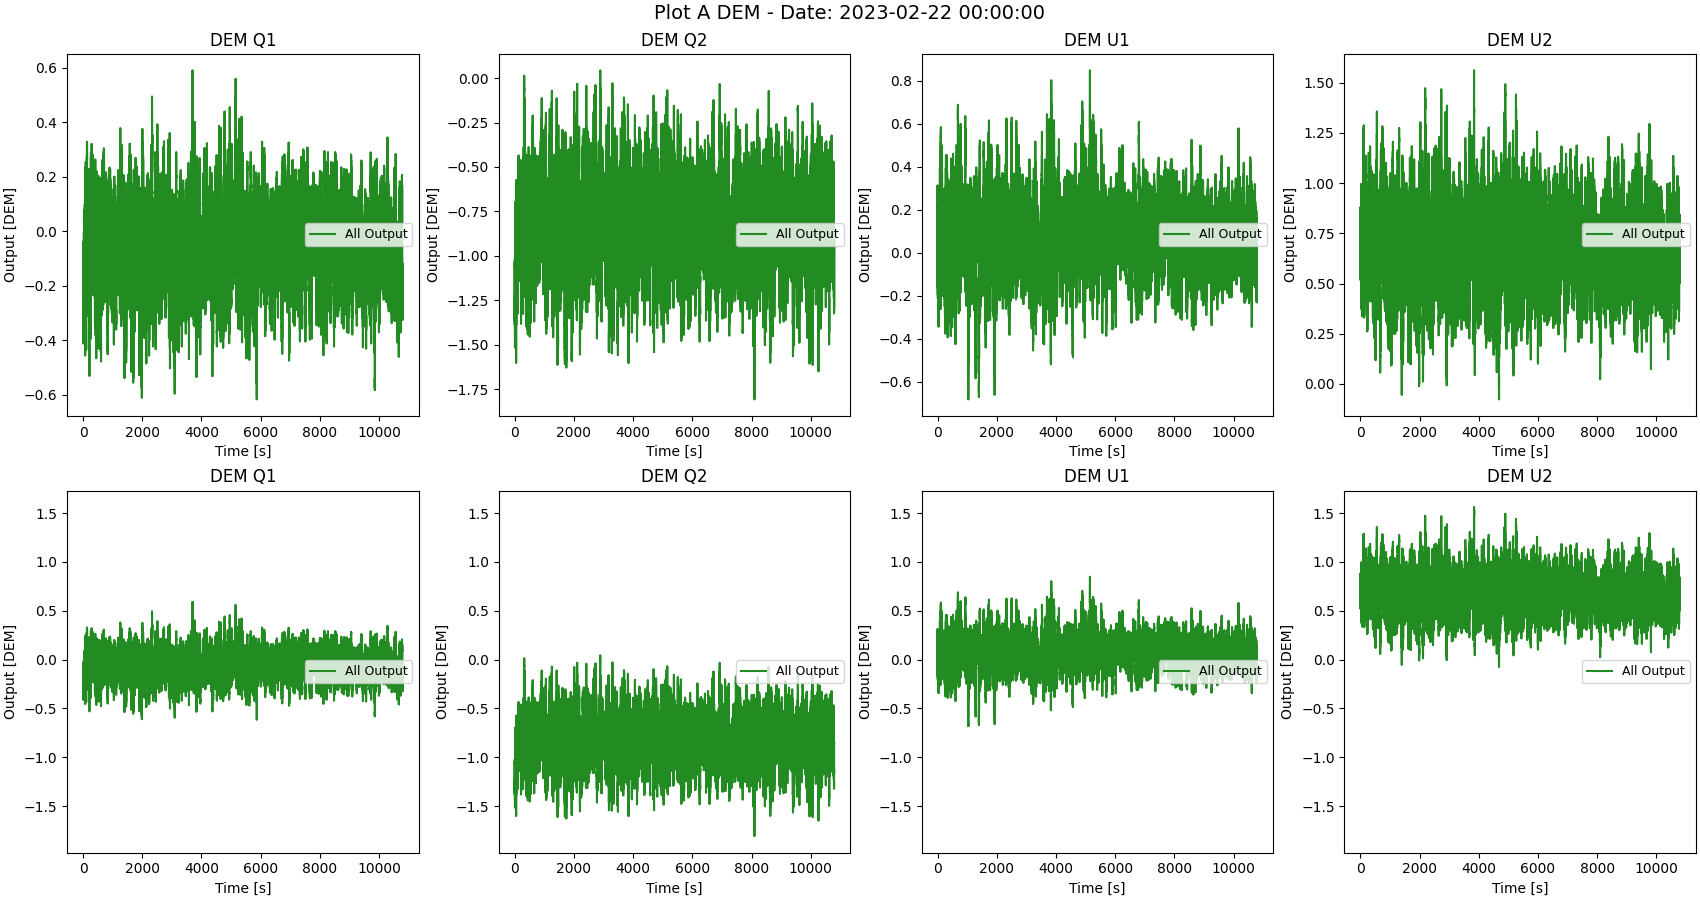 Plot A DEM - Date: 2023-02-22 00:00:00
DEM Q1
DEM Q2
DEM U1
DEM U2
Output [DEM]
0.6
0.4
0.2
0.0
−0.2
−0.4
−0.6
All Output
0 2000 4000 6000 8000 10000
Time [s]
Output [DEM]
0.00
−0.25
−0.50
−0.75
−1.00
−1.25
−1.50
−1.75
All Output
0 2000 4000 6000 8000 10000
Time [s]
Output [DEM]
0.8
0.6
0.4
0.2
0.0
−0.2
−0.4
−0.6
All Output
0 2000 4000 6000 8000 10000
Time [s]
Output [DEM]
1.50
1.25
1.00
0.75
0.50
0.25
0.00
All Output
0 2000 4000 6000 8000 10000
Time [s]
DEM Q1
DEM Q2
DEM U1
DEM U2
Output [DEM]
1.5
1.0
0.5
0.0
−0.5
−1.0
−1.5
All Output
0 2000 4000 6000 8000 10000
Time [s]
Output [DEM]
1.5
1.0
0.5
0.0
−0.5
−1.0
−1.5
All Output
0 2000 4000 6000 8000 10000
Time [s]
Output [DEM]
1.5
1.0
0.5
0.0
−0.5
−1.0
−1.5
All Output
0 2000 4000 6000 8000 10000
Time [s]
Output [DEM]
1.5
1.0
0.5
0.0
−0.5
−1.0
−1.5
All Output
0 2000 4000 6000 8000 10000
Time [s]